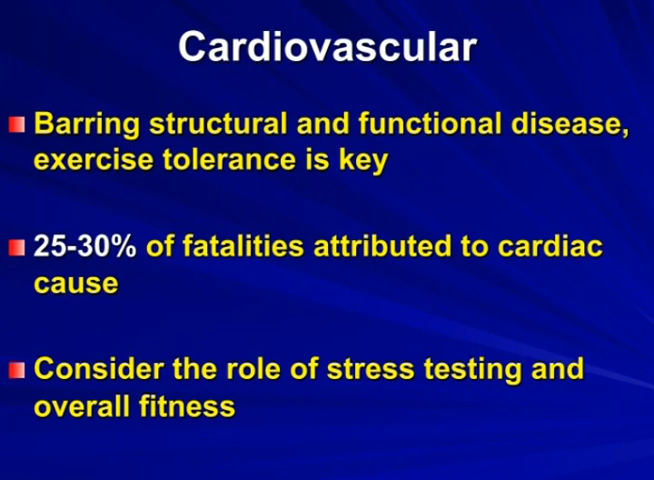 Cardiovascular
Barring structural and functional disease,
exercise tolerance is key
25-30% of fatalities attributed to cardiac
cause
Consider the role of stress testing and
overall fitness